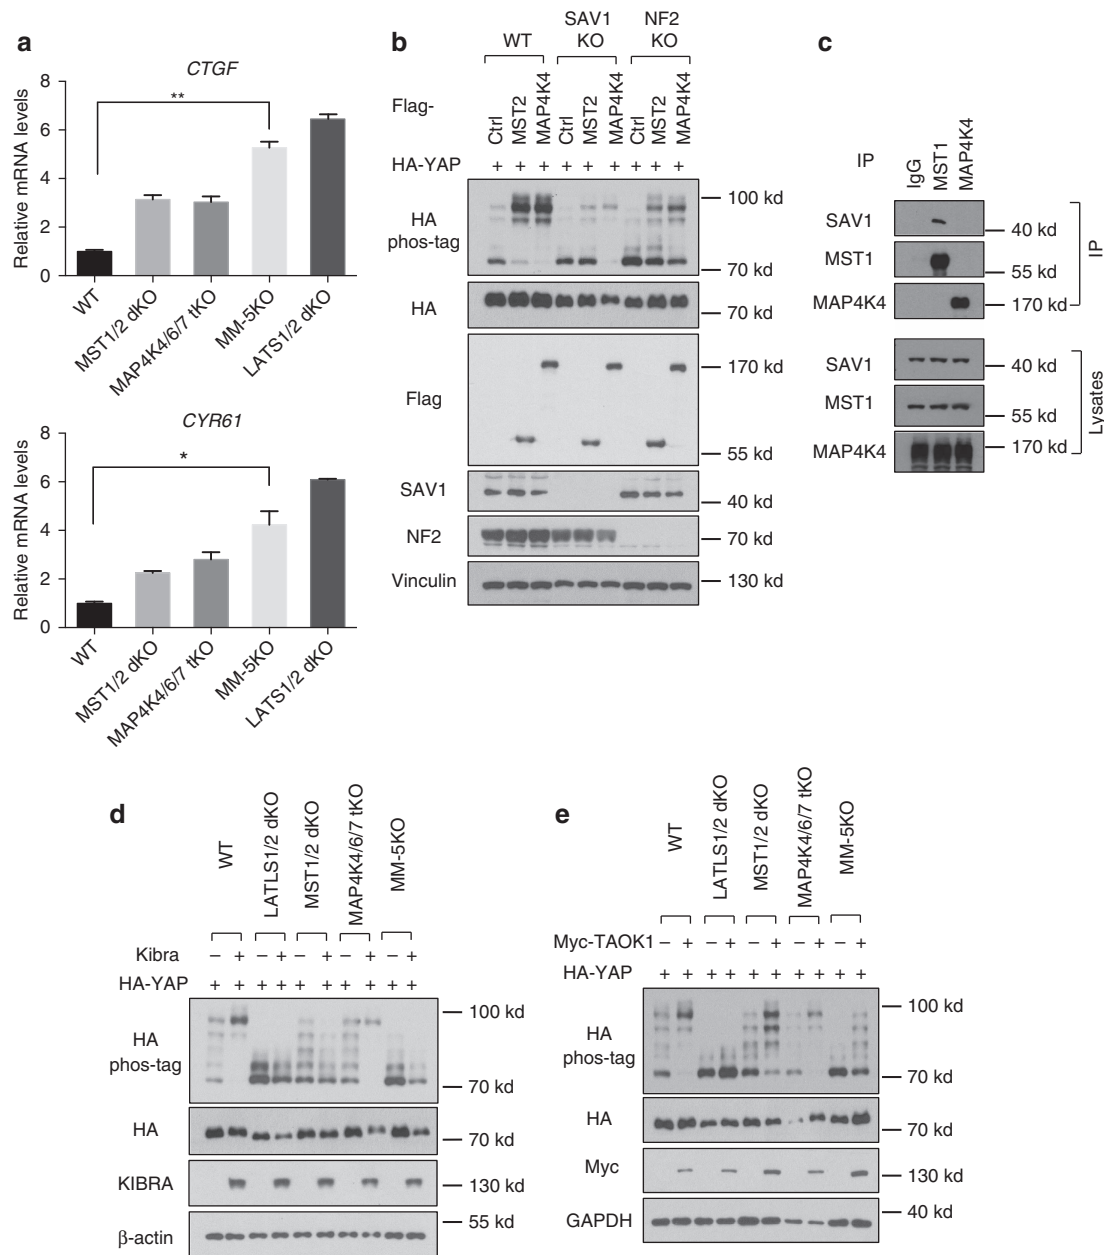 a
CTGF
Relative mRNA levels
8
6
4
2
0
**
WT
MST1/2 dKO
MAP4K4/6/7 tKO
MM-5KO
LATS1/2 dKO
CYR61
Relative mRNA levels
8
6
4
2
0
*
WT
MST1/2 dKO
MAP4K4/6/7 tKO
MM-5KO
LATS1/2 dKO
b
WT
SAV1
KO
NF2
KO
Flag-
Ctrl MST2 MAP4K4 Ctrl MST2 MAP4K4 Ctrl MST2 MAP4K4
HA-YAP + + + + + + + + +
HA
phos-tag
100 kd
70 kd
HA
70 kd
Flag
170 kd
55 kd
SAV1
40 kd
NF2
70 kd
Vinculin
130 kd
c
IP
IgG MST1 MAP4K4
SAV1
40 kd
MST1
55 kd
MAP4K4
170 kd
IP
SAV1
40 kd
MST1
55 kd
MAP4K4
170 kd
Lysates
d
WT
LATLS1/2 dKO
MST1/2 dKO
MAP4K4/6/7 tKO
MM-5KO
Kibra − + − + − + − + − +
HA-YAP + + + + + + + + + +
HA
phos-tag
100 kd
70 kd
HA
70 kd
KIBRA
130 kd
β-actin
55 kd
e
WT
LATLS1/2 dKO
MST1/2 dKO
MAP4K4/6/7 tKO
MM-5KO
Myc-TAOK1 − + − + − + − + − +
HA-YAP + + + + + + + + + +
HA
phos-tag
100 kd
70 kd
HA
70 kd
Myc
130 kd
GAPDH
40 kd